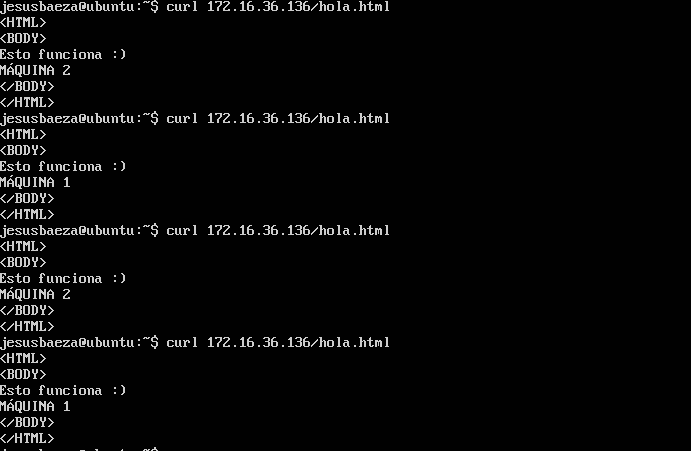 jesusbaeza@ubuntu:~$ curl 172.16.36.136/hola.html
<HTML>
<BODY>
Esto funciona :)
MÁQUINA 2
</BODY>
</HTML>
jesusbaeza@ubuntu:~$ curl 172.16.36.136/hola.html
<HTML>
<BODY>
Esto funciona :)
MÁQUINA 1
</BODY>
</HTML>
jesusbaeza@ubuntu:~$ curl 172.16.36.136/hola.html
<HTML>
<BODY>
Esto funciona :)
MÁQUINA 2
</BODY>
</HTML>
jesusbaeza@ubuntu:~$ curl 172.16.36.136/hola.html
<HTML>
<BODY>
Esto funciona :)
MÁQUINA 1
</BODY>
</HTML>
jesusbaeza@ubuntu:~$